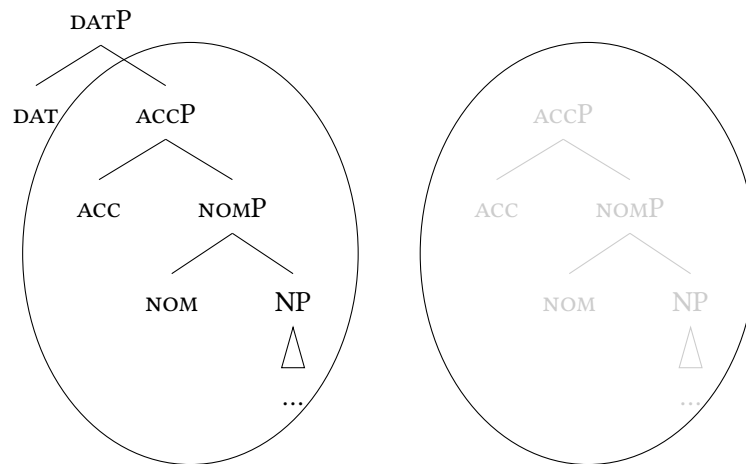 DATP
DAT ACCP ACCP
ACC NOMP ACC NOMP
NOM NP NOM NP
... ...